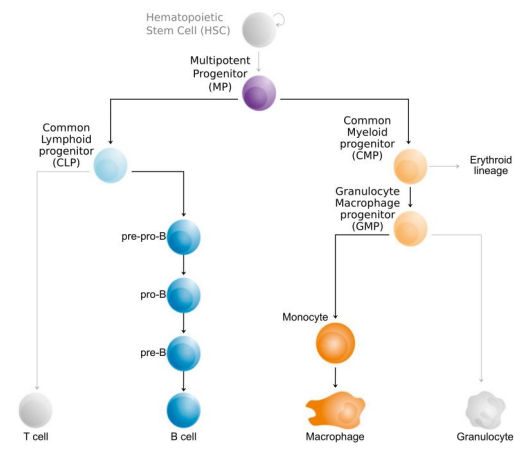 Hematopoietic
Stem Cell (HSC)
Multipotent
Progenitor
(MP)
Common
Lymphoid
progenitor
(CLP)
Common
Myeloid
progenitor
(CMP)
Erythroid
lineage
Granulocyte
Macrophage
progenitor
(GMP)
pre-pro-B
pro-B
Monocyte
pre-B
T cell
B cell
Macrophage
Granulocyte